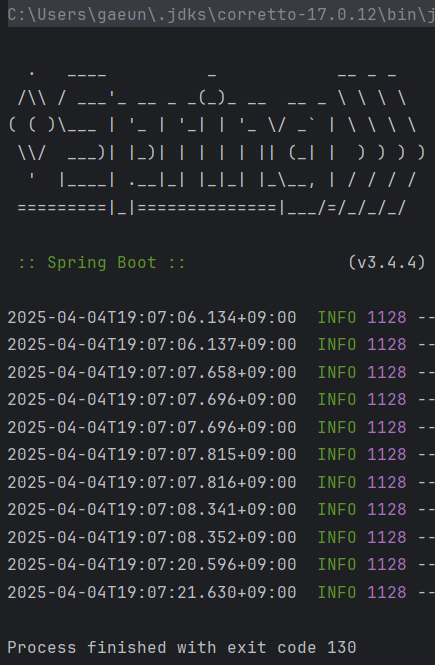 C:\Users\gaeun\.jdks\corretto-17.0.12\bin\j
  .   ____          _            __ _ _
 /\\ / ___'_ __ _ _(_)_ __  __ _ \ \ \ \
( ( )\___ | '_ | '_| | '_ \/ _` | \ \ \ \
 \\/  ___)| |_)| | | | | || (_| |  ) ) ) )
  '  |____| .__|_| |_|_| |_\__, | / / / /
 =========|_|==============|___/=/_/_/_/
 :: Spring Boot ::                (v3.4.4)
2025-04-04T19:07:06.134+09:00  INFO 1128 --
2025-04-04T19:07:06.137+09:00  INFO 1128 --
2025-04-04T19:07:07.658+09:00  INFO 1128 --
2025-04-04T19:07:07.696+09:00  INFO 1128 --
2025-04-04T19:07:07.696+09:00  INFO 1128 --
2025-04-04T19:07:07.815+09:00  INFO 1128 --
2025-04-04T19:07:07.816+09:00  INFO 1128 --
2025-04-04T19:07:08.341+09:00  INFO 1128 --
2025-04-04T19:07:08.352+09:00  INFO 1128 --
2025-04-04T19:07:20.596+09:00  INFO 1128 --
2025-04-04T19:07:21.630+09:00  INFO 1128 --
Process finished with exit code 130